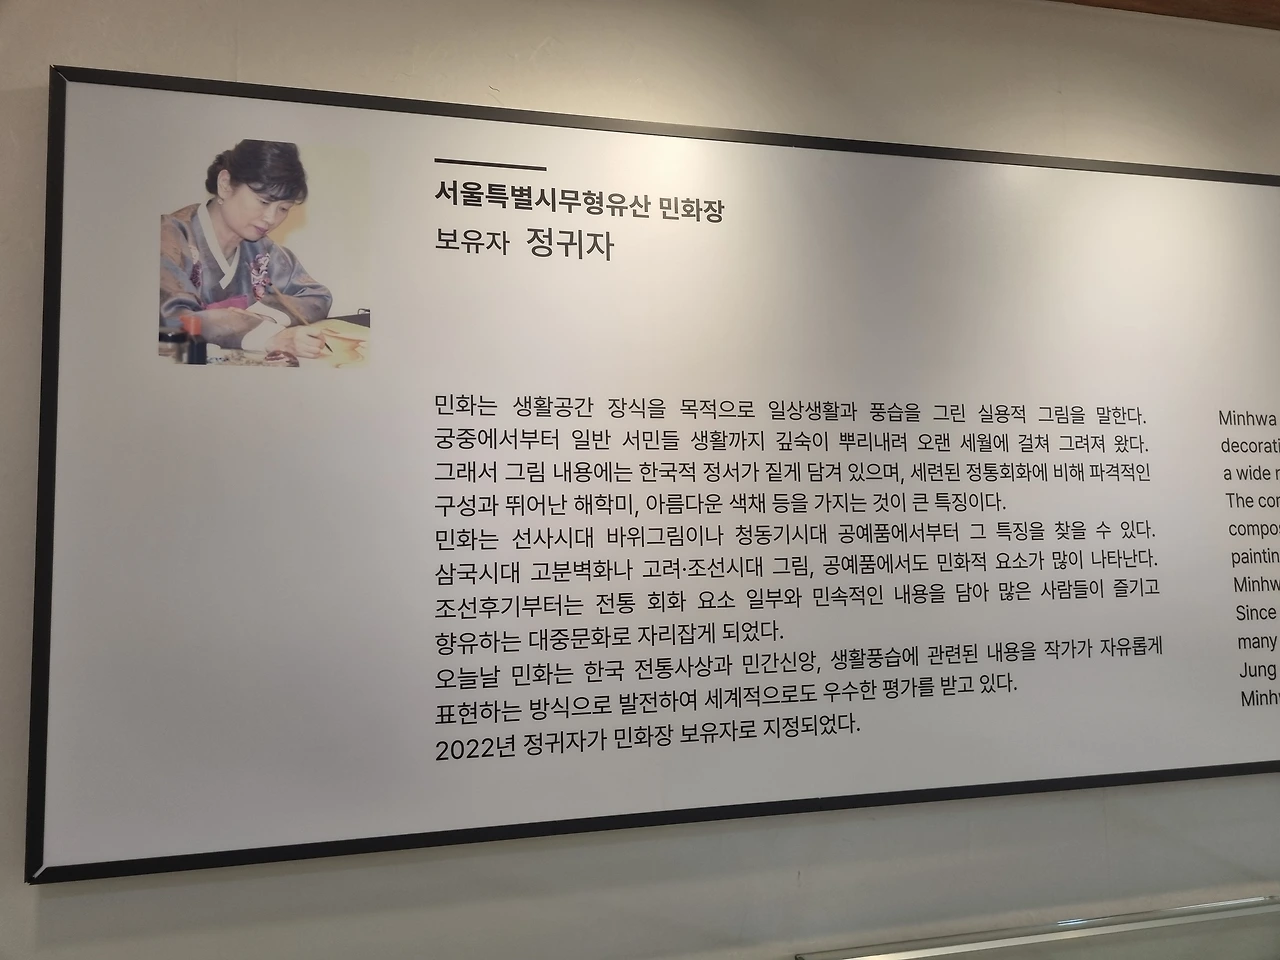 서울특별시무형유산 민화장
보유자 정귀자
민화는 생활공간 장식을 목적으로 일상생활과 풍습을 그린 실용적 그림을 말한다.
궁중에서부터 일반 서민들 생활까지 깊숙이 뿌리내려 오랜 세월에 걸쳐 그려져 왔다.
그래서 그림 내용에는 한국적 정서가 짙게 담겨 있으며, 세련된 정통회화에 비해 파격적인
구성과 뛰어난 해학미, 아름다운 색채 등을 가지는 것이 큰 특징이다.
민화는 선사시대 바위그림이나 청동기시대 공예품에서부터 그 특징을 찾을 수 있다.
삼국시대 고분벽화나 고려·조선시대 그림, 공예품에서도 민화적 요소가 많이 나타난다.
조선후기부터는 전통 회화 요소 일부와 민속적인 내용을 담아 많은 사람들이 즐기고
향유하는 대중문화로 자리잡게 되었다.
오늘날 민화는 한국 전통사상과 민간신앙, 생활풍습에 관련된 내용을 작가가 자유롭게
표현하는 방식으로 발전하여 세계적으로도 우수한 평가를 받고 있다.
2022년 정귀자가 민화장 보유자로 지정되었다.
Minhwa
a wide
The
Since
many
Jung